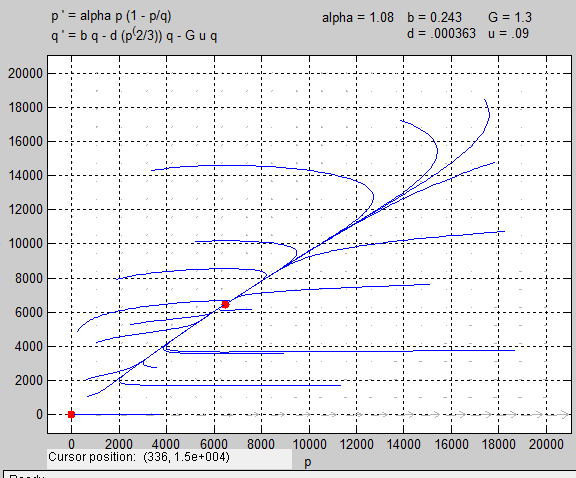 p ' = alpha p (1 - p/q)
q ' = b q - d (p^(2/3)) q - G u q
alpha = 1.08 b = 0.243 G = 1.3
d = .000363 u = .09
20000
18000
16000
14000
12000
10000
8000
6000
4000
2000
0
0 2000 4000 6000 8000 10000 12000 14000 16000 18000 20000
p
Cursor position: (336, 1.5e+004)
Ready